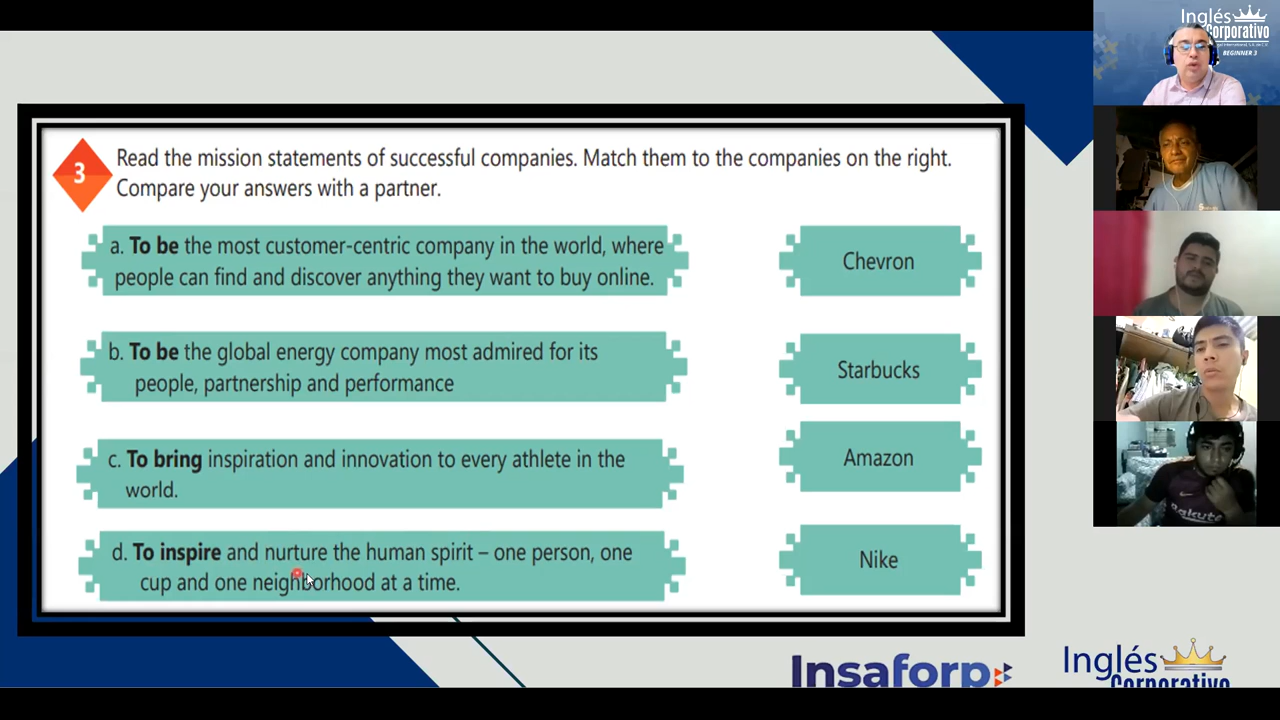 3
Read the mission statements of successful companies. Match them to the companies on the right.
Compare your answers with a partner.
a. To be the most customer-centric company in the world, where
people can find and discover anything they want to buy online.
Chevron
b. To be the global energy company most admired for its
people, partnership and performance
Starbucks
c. To bring inspiration and innovation to every athlete in the
world.
Amazon
d. To inspire and nurture the human spirit – one person, one
cup and one neighborhood at a time.
Nike
Insaforp
Inglés
Corporativo
Inglés
Corporativo
BEGINNER 3